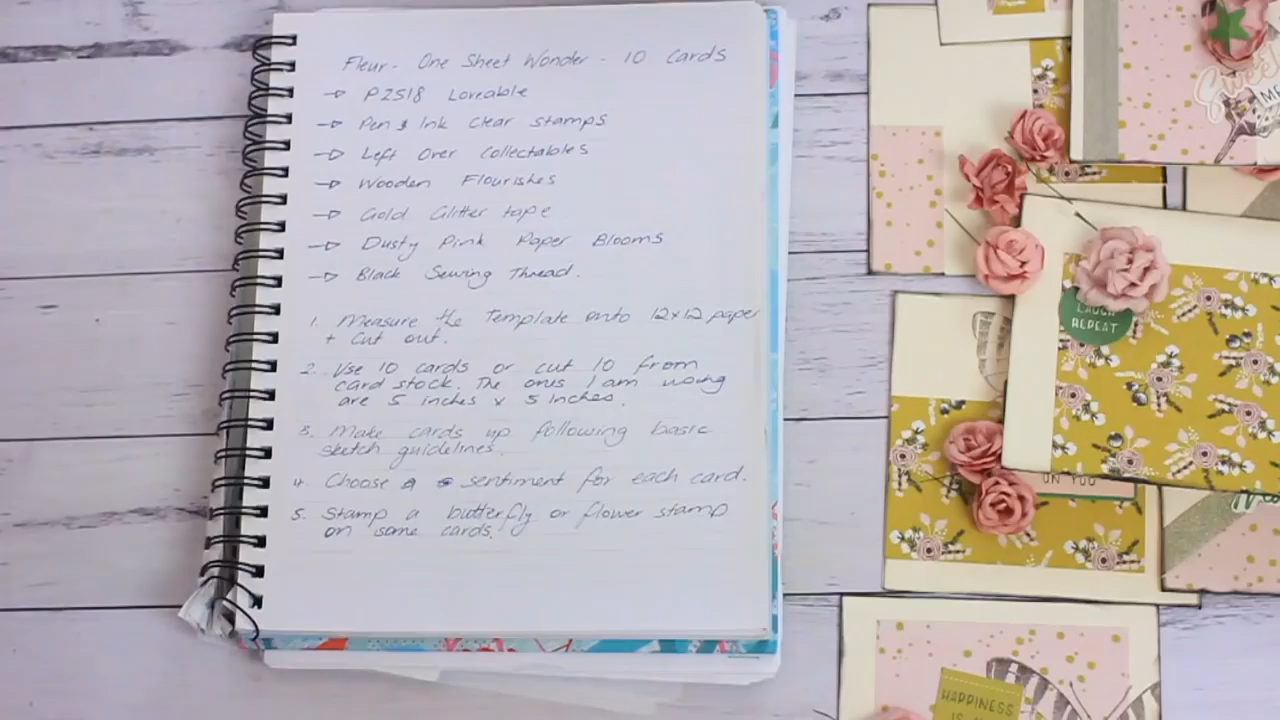 Fleur - One Sheet Wonder - 10 Cards
→ P2518 Loveable
→ Pen & Ink Clear Stamps
→ Left Over Collectables
→ Wooden Flourishes
→ Gold Glitter tape
→ Dusty Pink Paper Blooms
→ Black Sewing Thread.
1. Measure the Template onto 12x12 paper
+ cut out.
2. Use 10 cards or cut 10 from
card stock. The ones I am using
are 5 inches x 5 inches.
3. Make cards up following basic
sketch guidelines.
4. Choose a sentiment for each card.
5. Stamp a butterfly or flower stamp
on some cards.
Sweet
ME
LAUGH
REPEAT
ON YOU
HAPPINESS
IS